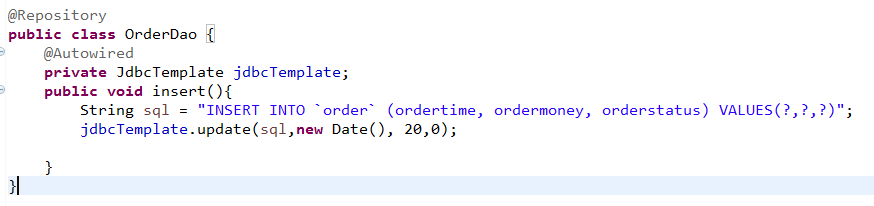 @Repository
public class OrderDao {
@Autowired
private JdbcTemplate jdbcTemplate;
public void insert(){
String sql = "INSERT INTO `order` (ordertime, ordermoney, orderstatus) VALUES(?,?,?)";
jdbcTemplate.update(sql,new Date(), 20,0);
}
}